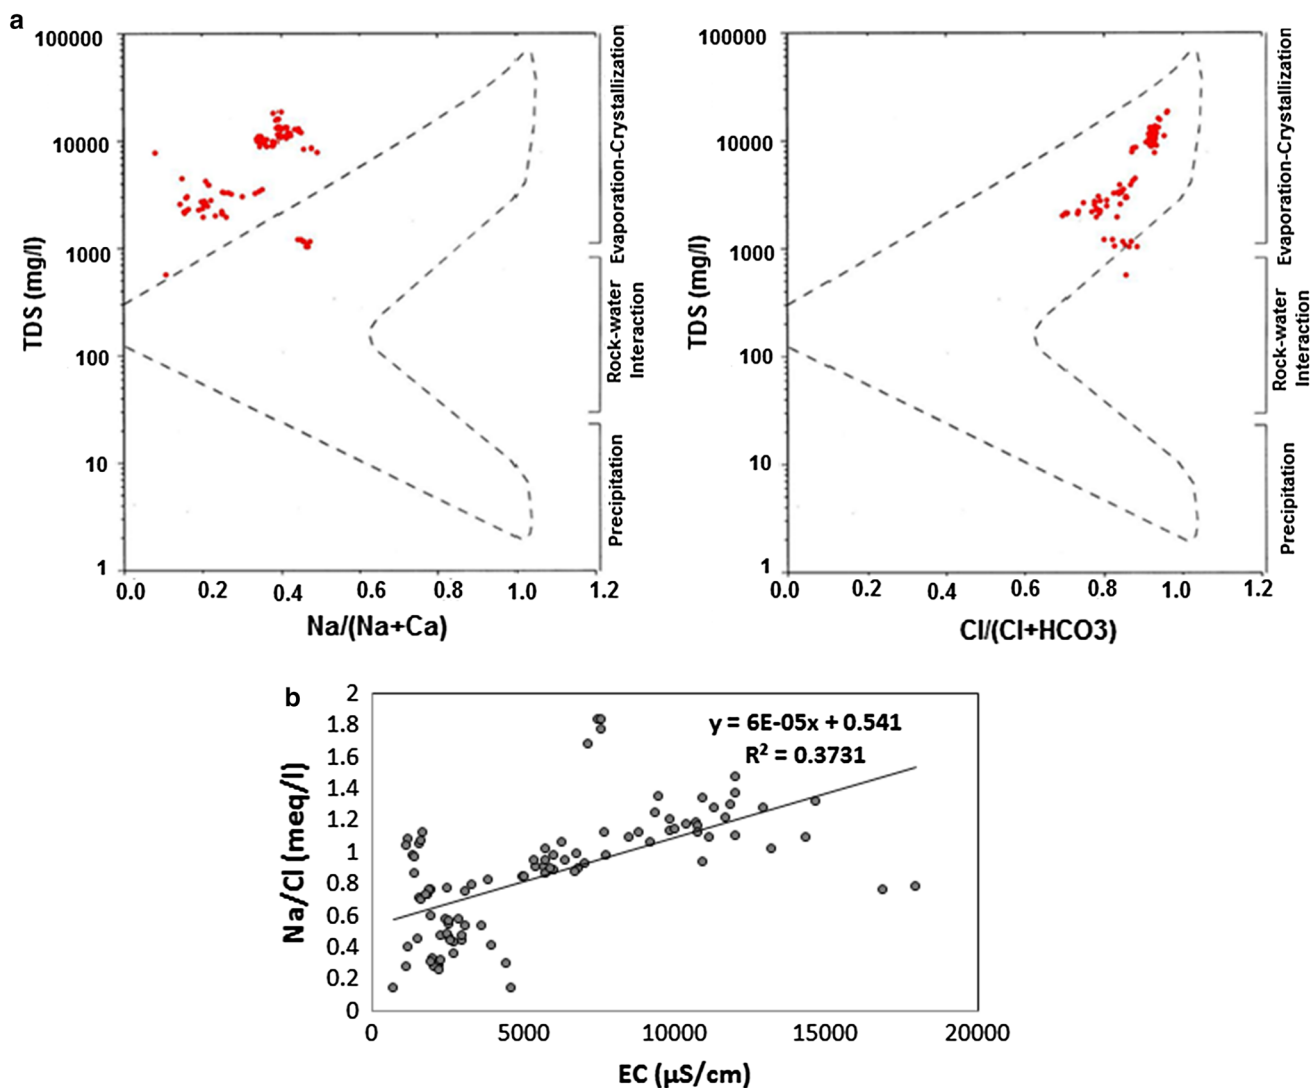 a
100000
10000
1000
100
10
1
TDS (mg/l)
0.0 0.2 0.4 0.6 0.8 1.0 1.2
Na/(Na+Ca)
Evaporation-Crystallization
Rock-water
Interaction
Precipitation
100000
10000
1000
100
10
1
TDS (mg/l)
0.0 0.2 0.4 0.6 0.8 1.0 1.2
Cl/(Cl+HCO3)
Evaporation-Crystallization
Rock-water
Interaction
Precipitation
b
2
1.8
1.6
1.4
1.2
1
0.8
0.6
0.4
0.2
0
Na/Cl (meq/l)
y = 6E-05x + 0.541
R² = 0.3731
0 5000 10000 15000 20000
EC (µS/cm)